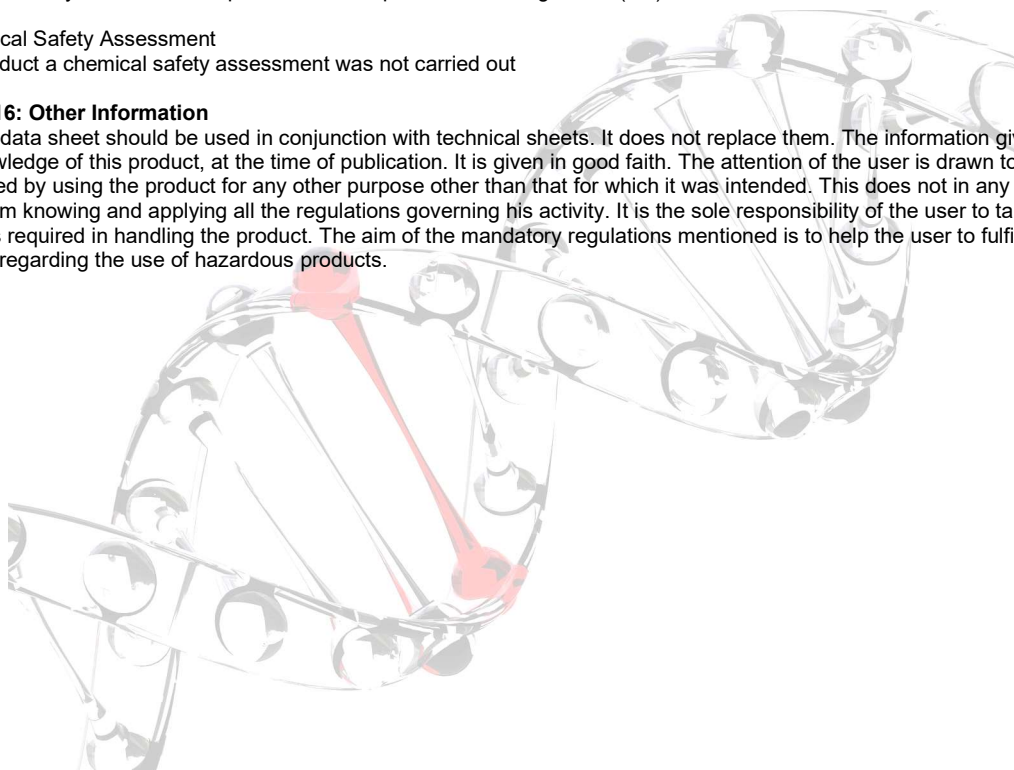 cal Safety Assessment
duct a chemical safety assessment was not carried out
6: Other Information
data sheet should be used in conjunction with technical sheets. It does not replace them. The information gi
ledge of this product, at the time of publication. It is given in good faith. The attention of the user is drawn to
ed by using the product for any other purpose other than that for which it was intended. This does not in any
m knowing and applying all the regulations governing his activity. It is the sole responsibility of the user to ta
required in handling the product. The aim of the mandatory regulations mentioned is to help the user to fulfi
regarding the use of hazardous products.